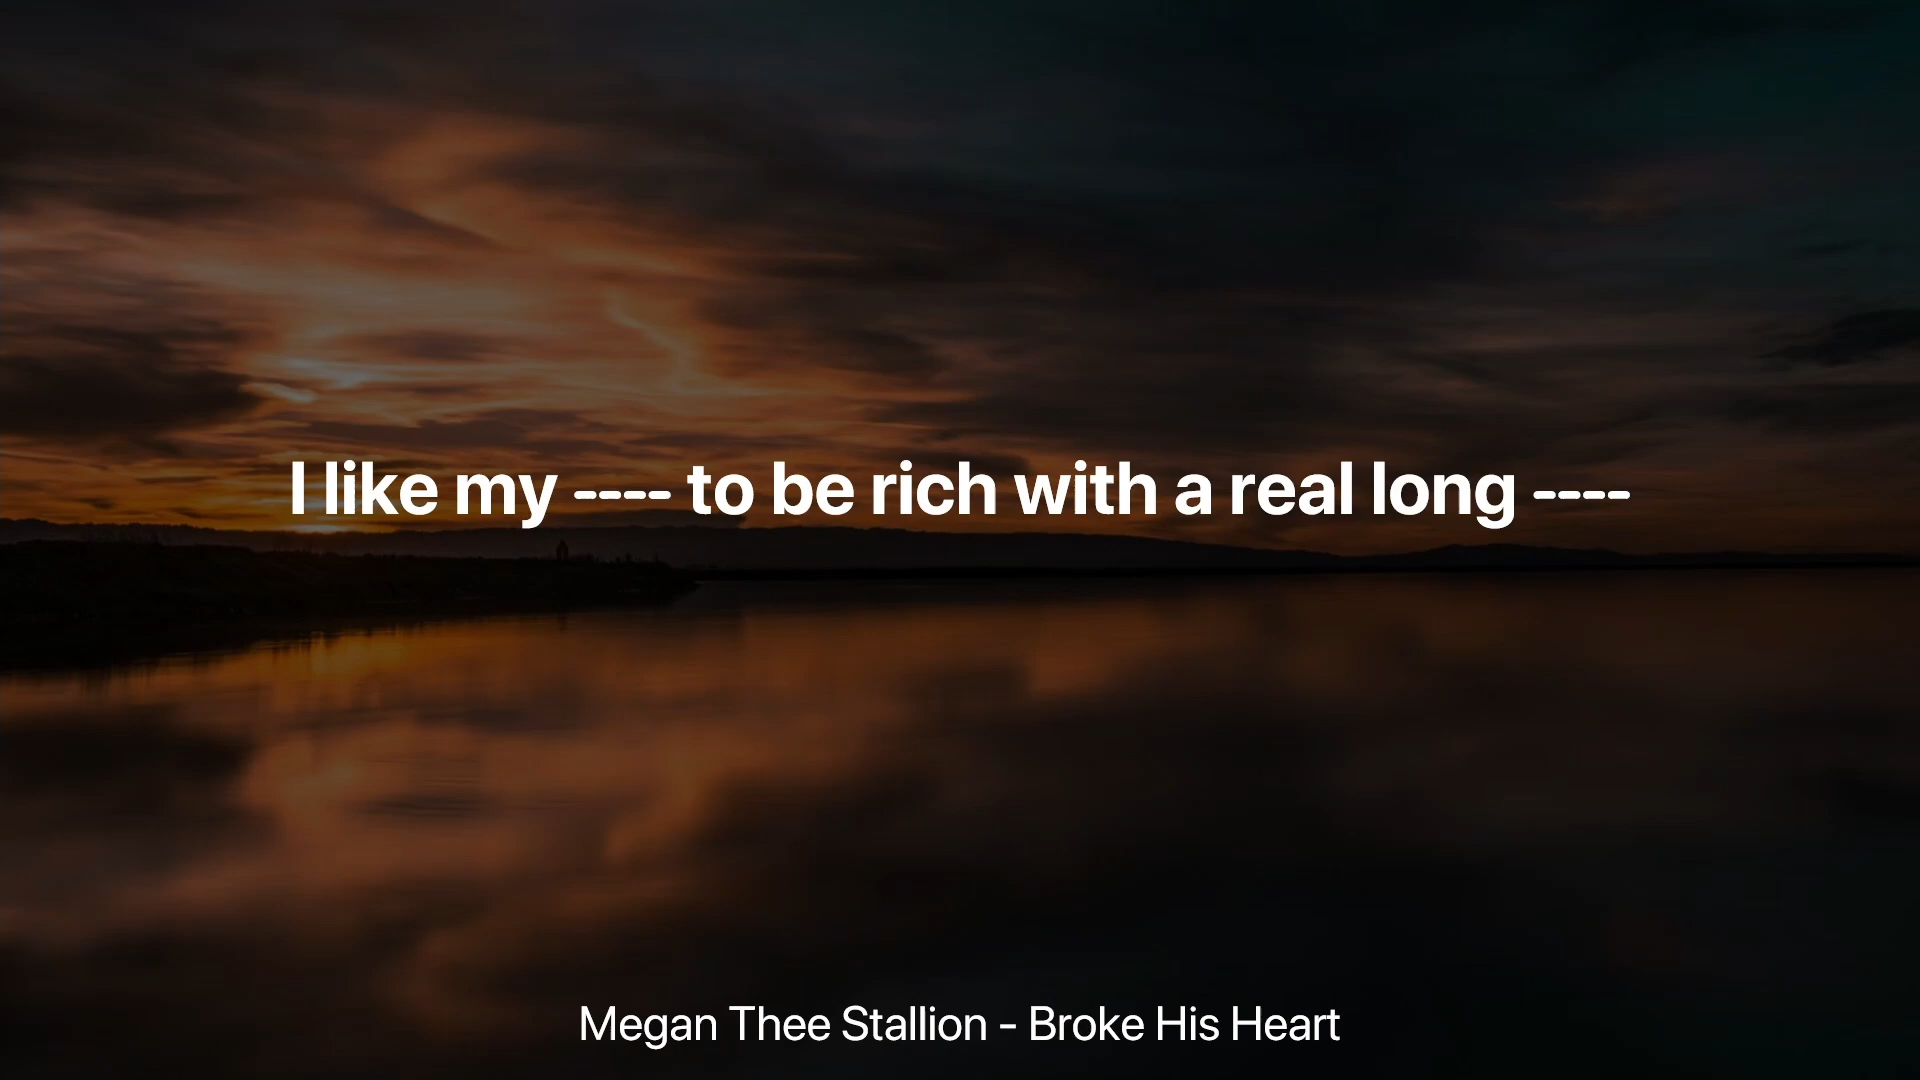 I like my ---- to be rich with a real long ----
Megan Thee Stallion - Broke His Heart